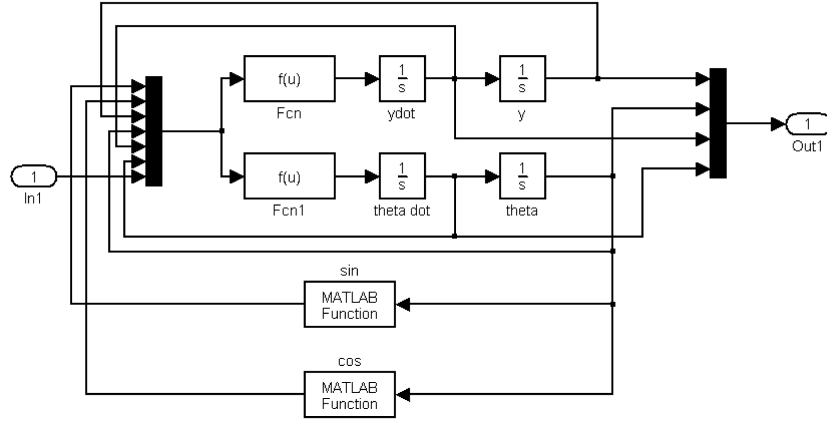 f(u)
Fcn
1
s
ydot
1
s
y
1
In1
f(u)
Fcn1
1
s
theta dot
1
s
theta
1
Out1
sin
MATLAB
Function
cos
MATLAB
Function